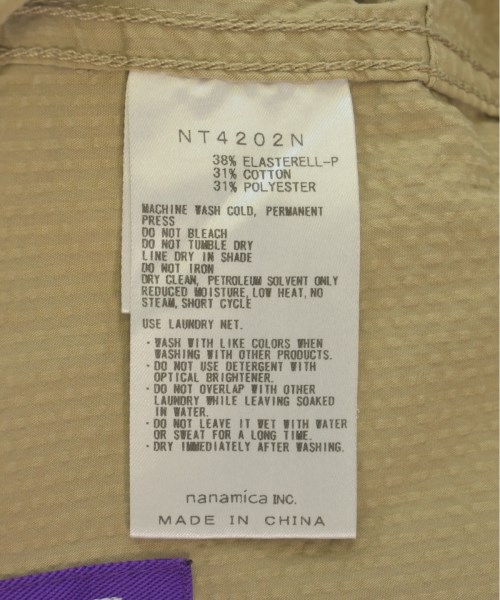 NT4202N
38% ELASTERELL-P
31% COTTON
31% POLYESTER
MACHINE WASH COLD, PERMANENT
PRESS
DO NOT BLEACH
DO NOT TUMBLE DRY
LINE DRY IN SHADE
DO NOT IRON
DRY CLEAN, PETROLEUM SOLVENT ONLY
REDUCED MOISTURE, LOW HEAT, NO
STEAM, SHORT CYCLE
USE LAUNDRY NET.
・WASH WITH LIKE COLORS WHEN
WASHING WITH OTHER PRODUCTS.
・DO NOT USE DETERGENT WITH
OPTICAL BRIGHTENER.
・DO NOT OVERLAP WITH OTHER
LAUNDRY WHILE LEAVING SOAKED
IN WATER.
・DO NOT LEAVE IT WET WITH WATER
OR SWEAT FOR A LONG TIME.
・DRY IMMEDIATELY AFTER WASHING.
nanamica INC.
MADE IN CHINA